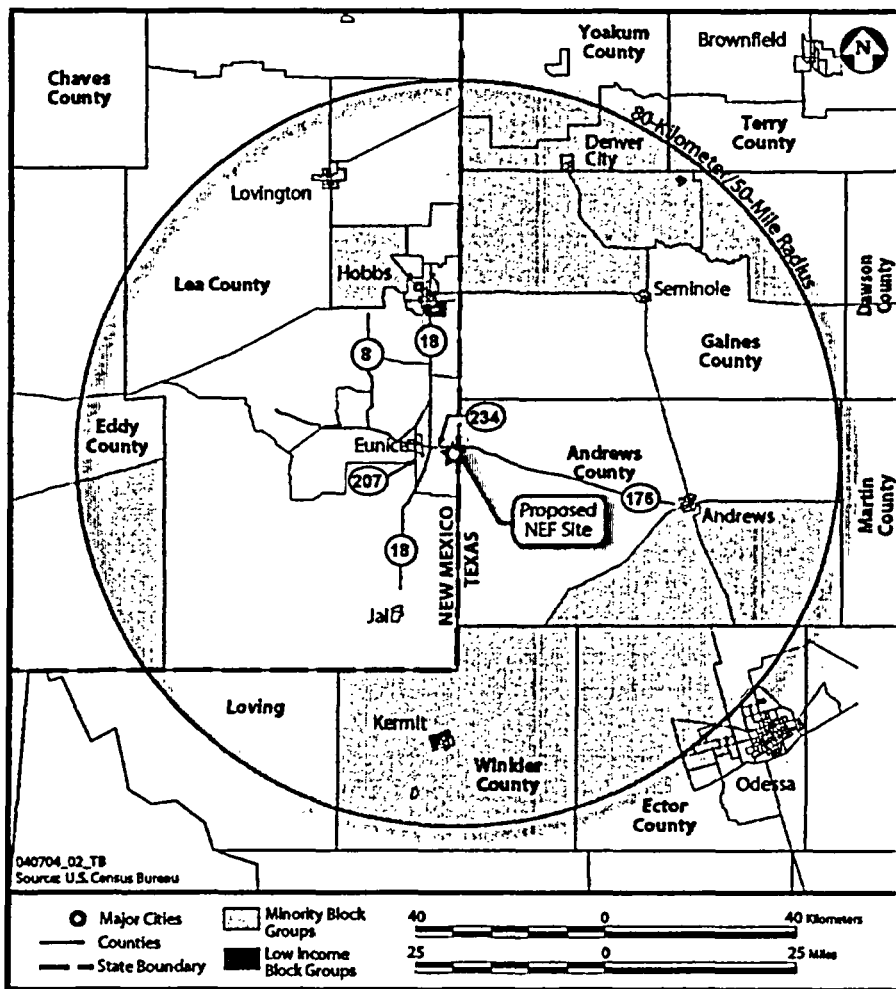 Yoakum
County
Brownfield
N
Chaves
County
80-Kilometer/50-Mile Radius
Terry
County
Denver
City
Lovington
Lea County
Hobbs
Seminole
Dawson
County
Gaines
County
8
18
234
Eddy
County
Eunice
Andrews
County
207
176
Martin
County
Proposed
NEF Site
Andrews
18
NEW MEXICO
TEXAS
Jal
Loving
Kermit
Winkler
County
Odessa
Ector
County
040704_02_TB
Source: U.S. Census Bureau
Major Cities
Counties
State Boundary
Minority Block
Groups
Low Income
Block Groups
40 0 40 Kilometers
25 0 25 Miles